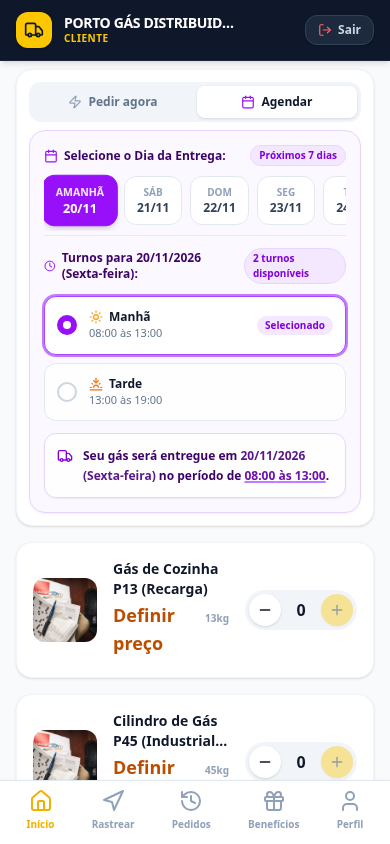 PORTO GÁS DISTRIBUID...
CLIENTE
Sair
Pedir agora
Agendar
Selecione o Dia da Entrega:
Próximos 7 dias
AMANHÃ
20/11
SÁB
21/11
DOM
22/11
SEG
23/11
24
Turnos para 20/11/2026
(Sexta-feira):
2 turnos
disponíveis
Manhã
08:00 às 13:00
Selecionado
Tarde
13:00 às 19:00
Seu gás será entregue em 20/11/2026
(Sexta-feira) no período de 08:00 às 13:00.
Gás de Cozinha
P13 (Recarga)
Definir
preço
13kg
0
Cilindro de Gás
P45 (Industrial...
Definir
45kg
0
Início
Rastrear
Pedidos
Benefícios
Perfil